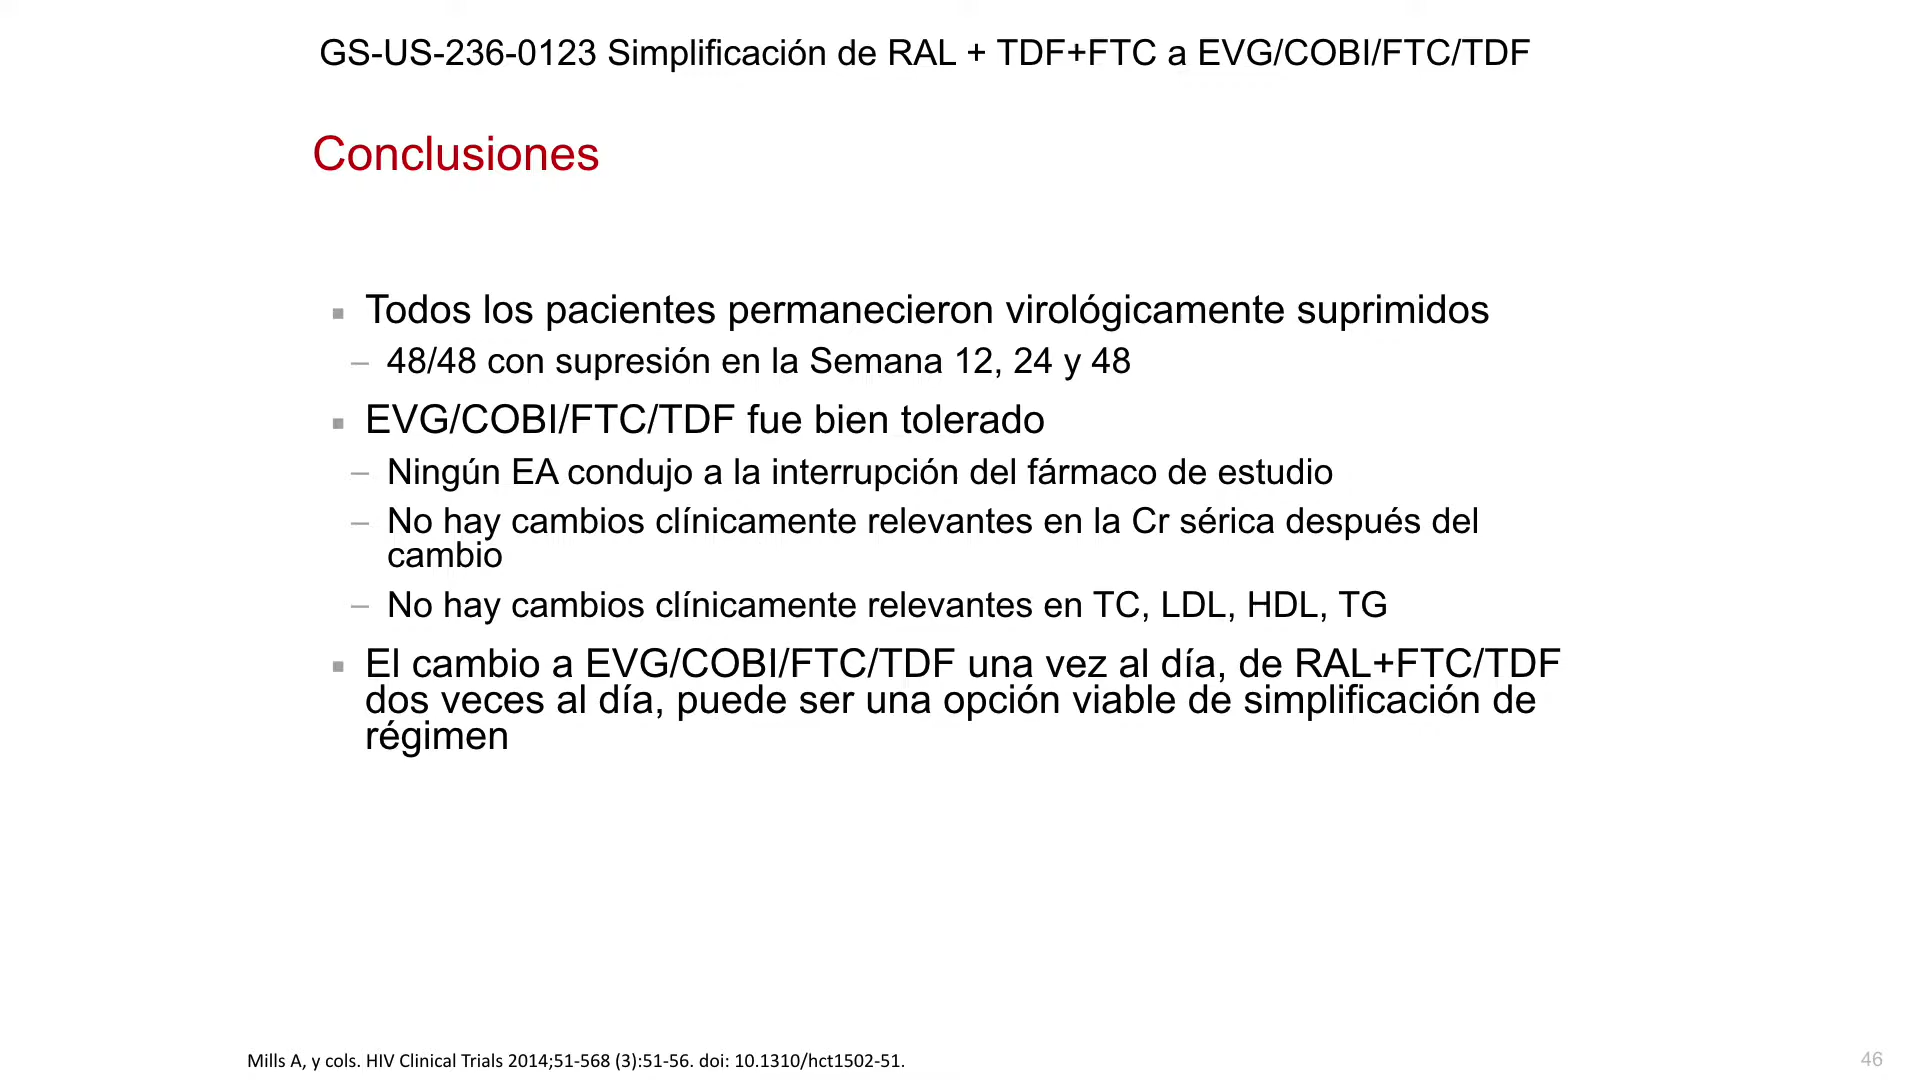 GS-US-236-0123 Simplificación de RAL + TDF+FTC a EVG/COBI/FTC/TDF
Conclusiones
▪ Todos los pacientes permanecieron virológicamente suprimidos
– 48/48 con supresión en la Semana 12, 24 y 48
▪ EVG/COBI/FTC/TDF fue bien tolerado
– Ningún EA condujo a la interrupción del fármaco de estudio
– No hay cambios clínicamente relevantes en la Cr sérica después del
cambio
– No hay cambios clínicamente relevantes en TC, LDL, HDL, TG
▪ El cambio a EVG/COBI/FTC/TDF una vez al día, de RAL+FTC/TDF
dos veces al día, puede ser una opción viable de simplificación de
régimen
Mills A, y cols. HIV Clinical Trials 2014;51-568 (3):51-56. doi: 10.1310/hct1502-51.
46